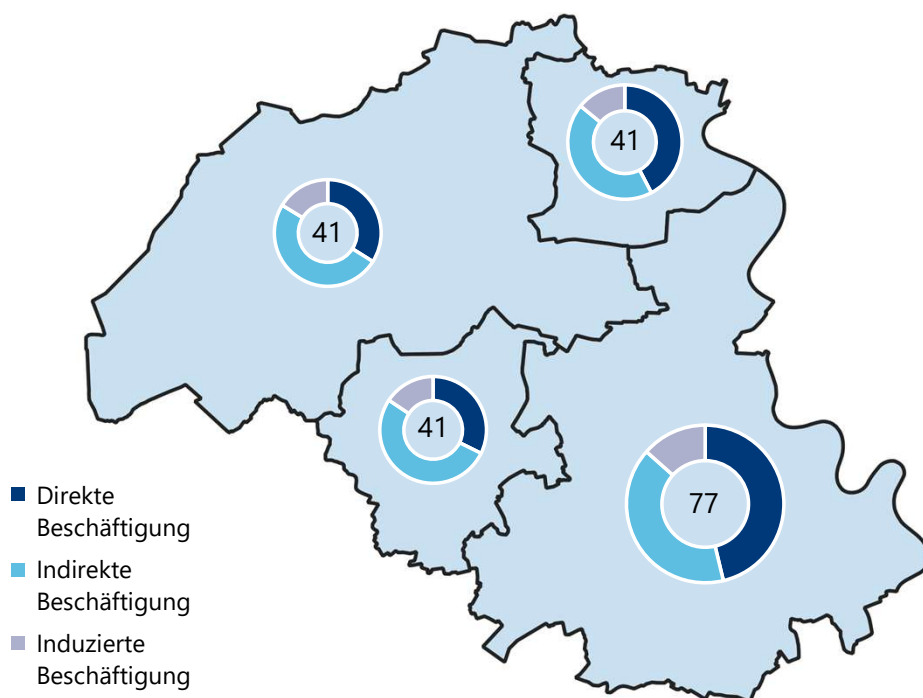 41
41
41
77
Direkte
Beschäftigung
Indirekte
Beschäftigung
Induzierte
Beschäftigung